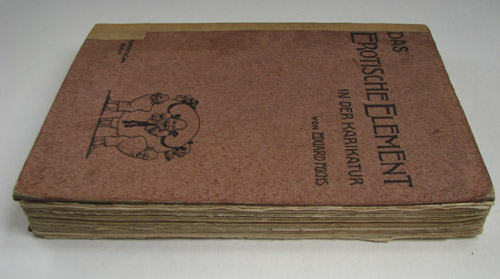 DAS
EROTISCHE ELEMENT
IN DER KARIKATUR
VON EDUARD FUCHS